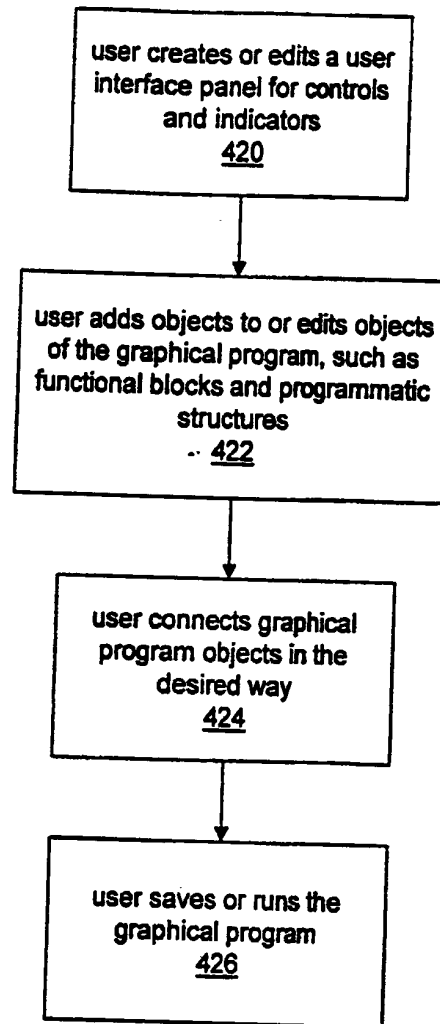 user creates or edits a user
interface panel for controls
and indicators
420
user adds objects to or edits objects
of the graphical program, such as
functional blocks and programmatic
structures
422
user connects graphical
program objects in the
desired way
424
user saves or runs the
graphical program
426